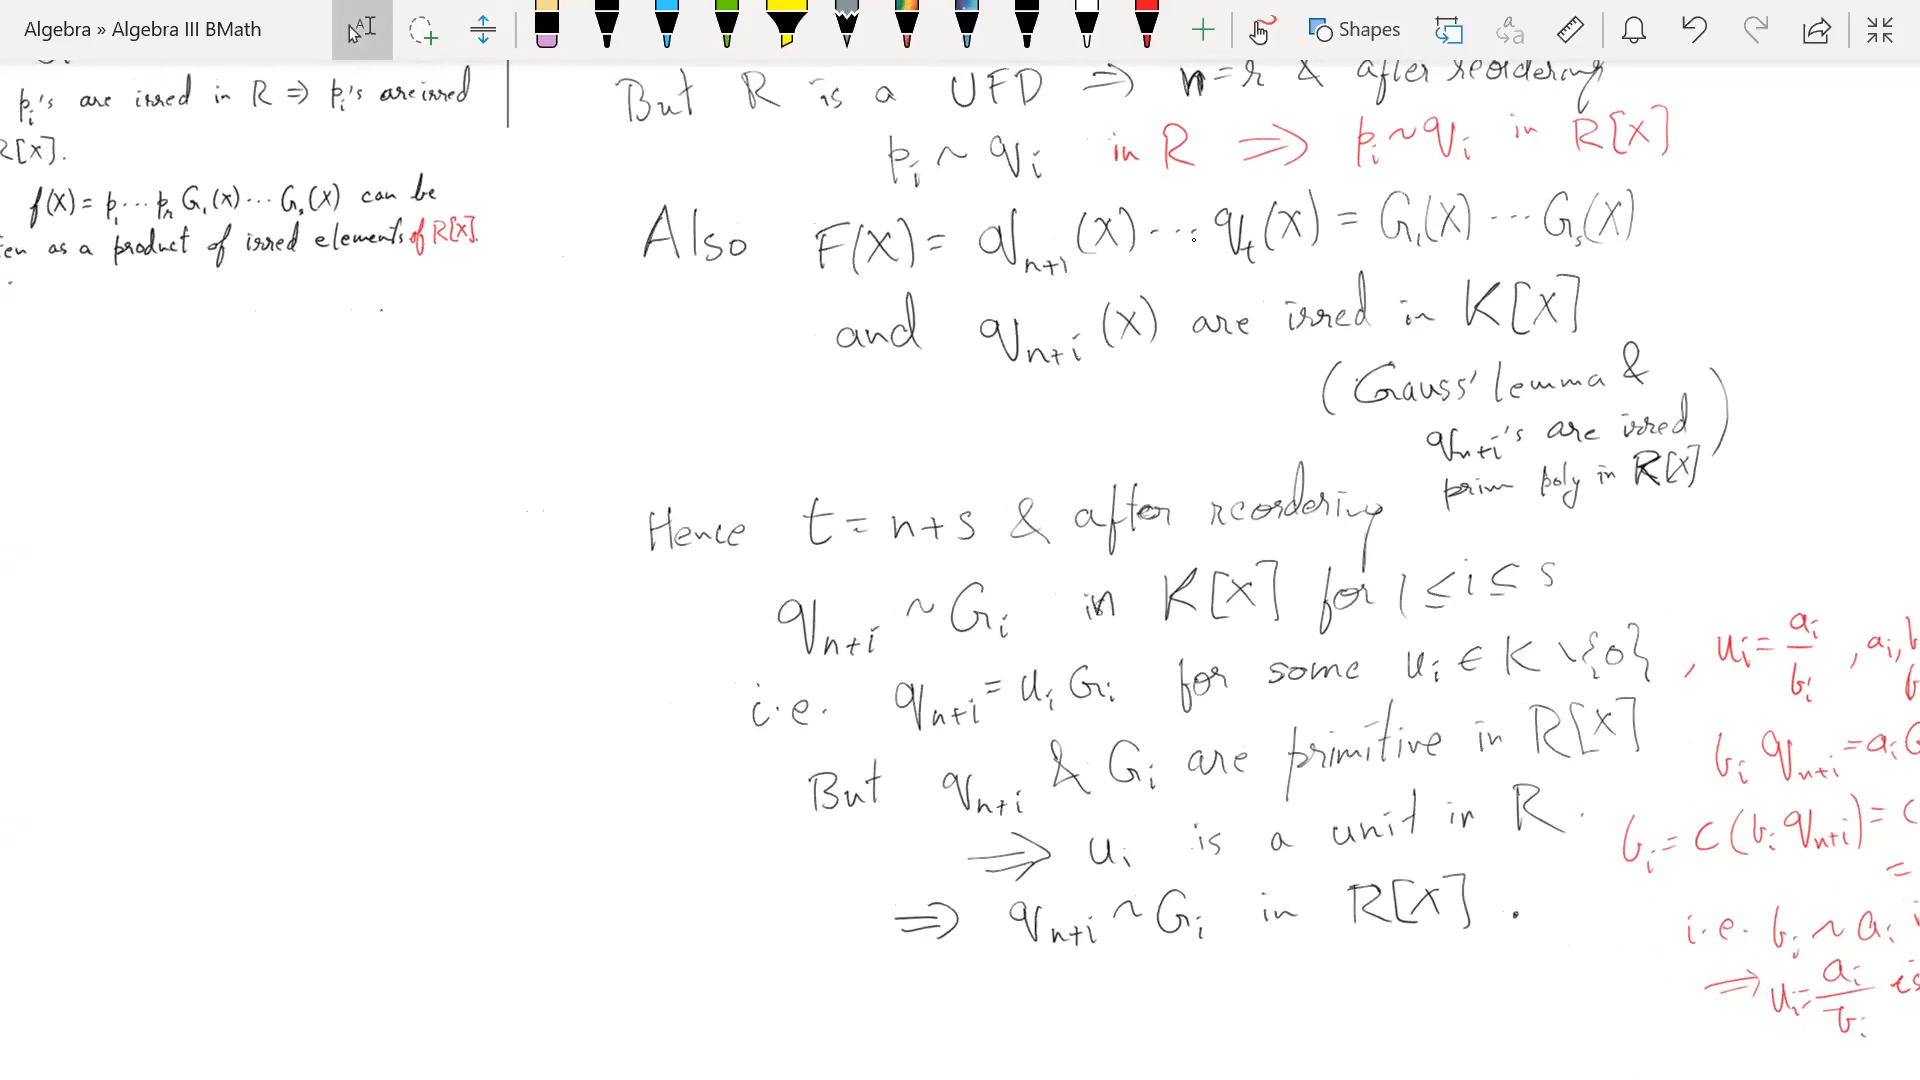 Algebra » Algebra III BMath
Shapes
pᵢ's are irred in R ⇒ pᵢ's are irred
R[X].
f(X) = p₁ ⋯ pᵣ G₁(X) ⋯ Gₛ(X) can be
as a product of irred elements of R[X].
But R is a UFD ⇒ n = r & after reordering
pᵢ ~ qᵢ in R ⇒ pᵢ ~ qᵢ in R[X]
Also F(X) = qₙ₊₁(X) ⋯ qₜ(X) = G₁(X) ⋯ Gₛ(X)
and qₙ₊ᵢ(X) are irred in K[X]
(Gauss' lemma &
qₙ₊ᵢ's are irred
prim poly in R[X])
Hence t = n+s & after reordering
qₙ₊ᵢ ~ Gᵢ in K[X] for 1 ≤ i ≤ s
i.e. qₙ₊ᵢ = uᵢ Gᵢ for some uᵢ ∈ K \ {0}, uᵢ = aᵢ/bᵢ, aᵢ, b
But qₙ₊ᵢ & Gᵢ are primitive in R[X]
⇒ uᵢ is a unit in R.
⇒ qₙ₊ᵢ ~ Gᵢ in R[X].
bᵢ qₙ₊ᵢ = aᵢ G
bᵢ = C(bᵢ qₙ₊ᵢ) = C
=
i.e. bᵢ ~ aᵢ i
⇒ uᵢ = aᵢ/bᵢ is